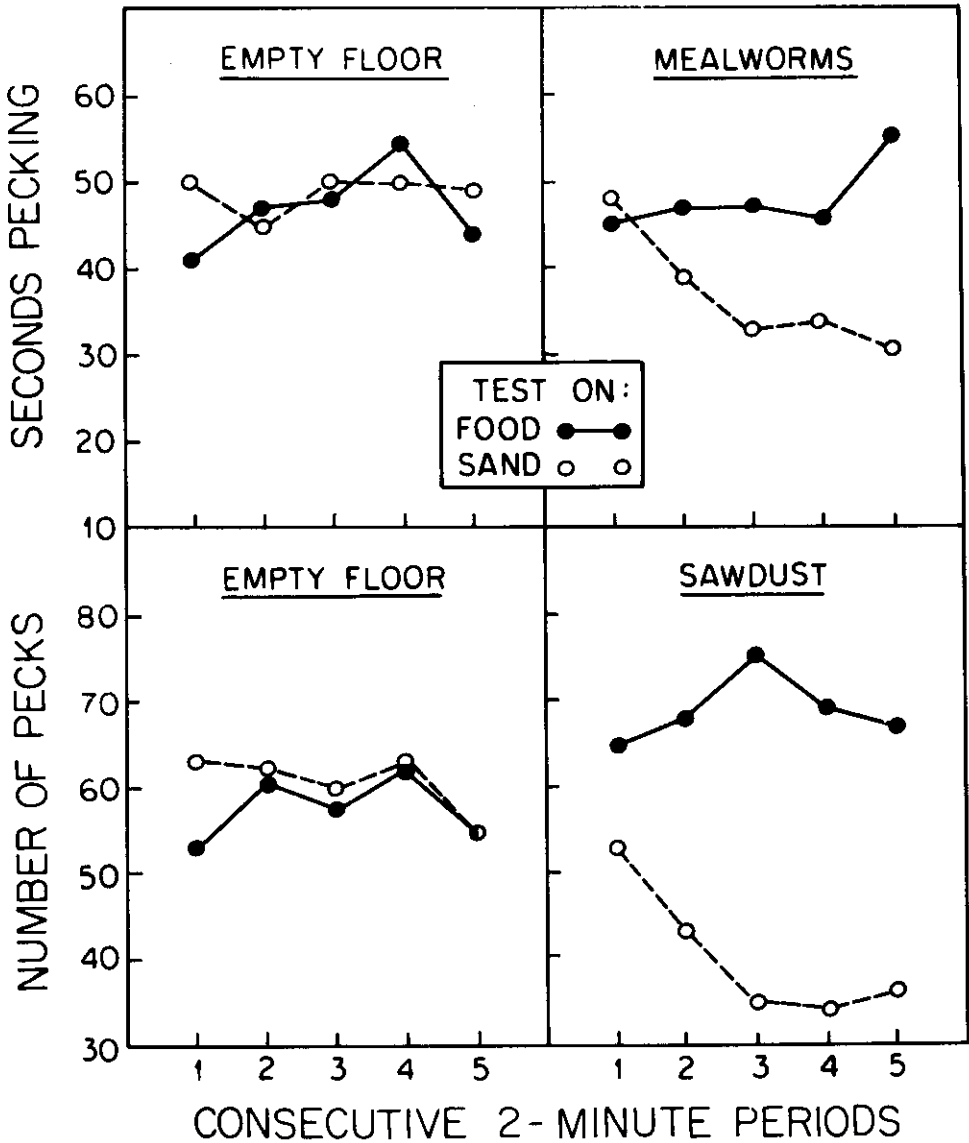 EMPTY FLOOR
MEALWORMS
SECONDS PECKING
60
50
40
30
20
10
TEST ON:
FOOD
SAND
EMPTY FLOOR
SAWDUST
NUMBER OF PECKS
80
70
60
50
40
30
1 2 3 4 5
1 2 3 4 5
CONSECUTIVE 2-MINUTE PERIODS